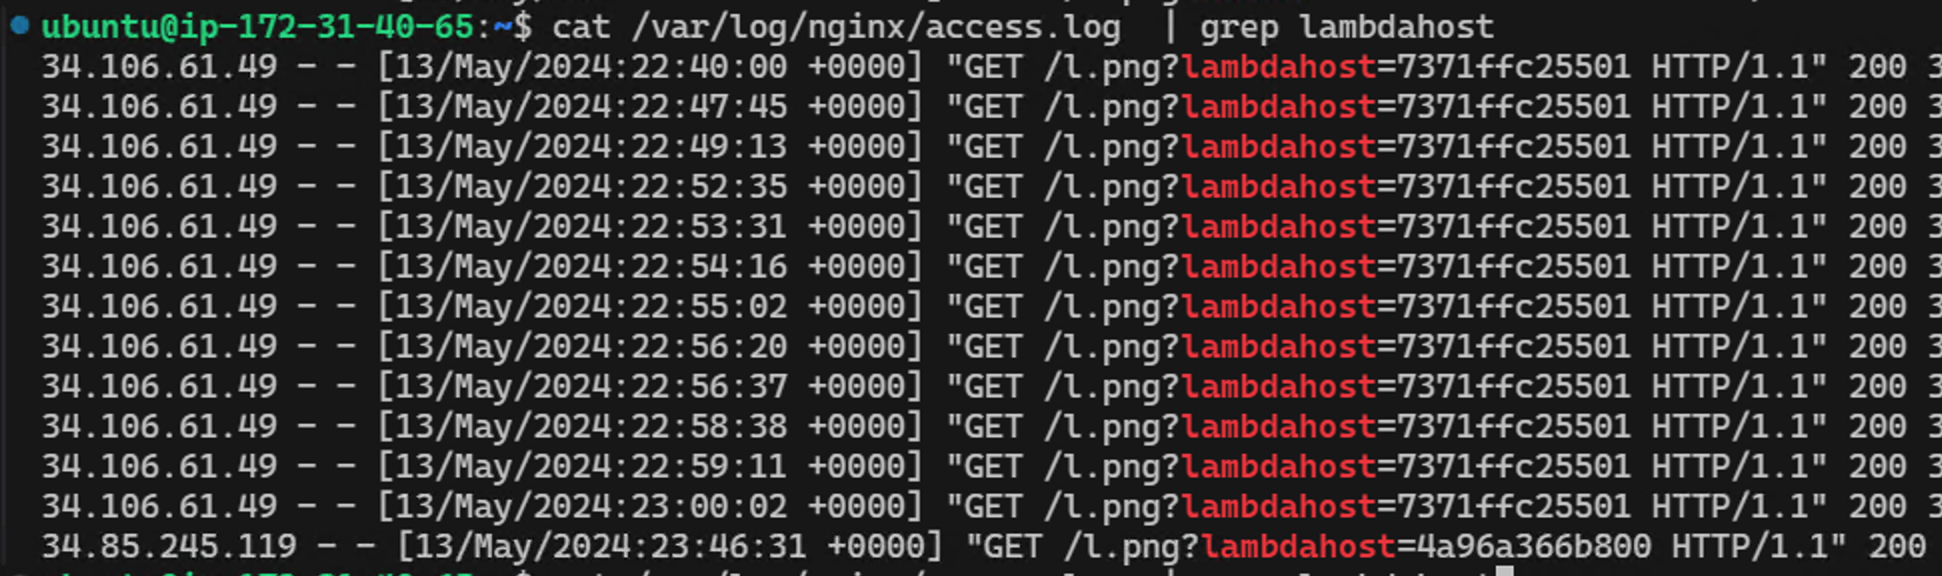 ubuntu@ip-172-31-40-65:~$ cat /var/log/nginx/access.log  | grep lambdahost
34.106.61.49 - - [13/May/2024:22:40:00 +0000] "GET /l.png?lambdahost=7371ffc25501 HTTP/1.1" 200 3
34.106.61.49 - - [13/May/2024:22:47:45 +0000] "GET /l.png?lambdahost=7371ffc25501 HTTP/1.1" 200 3
34.106.61.49 - - [13/May/2024:22:49:13 +0000] "GET /l.png?lambdahost=7371ffc25501 HTTP/1.1" 200 3
34.106.61.49 - - [13/May/2024:22:52:35 +0000] "GET /l.png?lambdahost=7371ffc25501 HTTP/1.1" 200 3
34.106.61.49 - - [13/May/2024:22:53:31 +0000] "GET /l.png?lambdahost=7371ffc25501 HTTP/1.1" 200 3
34.106.61.49 - - [13/May/2024:22:54:16 +0000] "GET /l.png?lambdahost=7371ffc25501 HTTP/1.1" 200 3
34.106.61.49 - - [13/May/2024:22:55:02 +0000] "GET /l.png?lambdahost=7371ffc25501 HTTP/1.1" 200 3
34.106.61.49 - - [13/May/2024:22:56:20 +0000] "GET /l.png?lambdahost=7371ffc25501 HTTP/1.1" 200 3
34.106.61.49 - - [13/May/2024:22:56:37 +0000] "GET /l.png?lambdahost=7371ffc25501 HTTP/1.1" 200 3
34.106.61.49 - - [13/May/2024:22:58:38 +0000] "GET /l.png?lambdahost=7371ffc25501 HTTP/1.1" 200 3
34.106.61.49 - - [13/May/2024:22:59:11 +0000] "GET /l.png?lambdahost=7371ffc25501 HTTP/1.1" 200 3
34.106.61.49 - - [13/May/2024:23:00:02 +0000] "GET /l.png?lambdahost=7371ffc25501 HTTP/1.1" 200 3
34.85.245.119 - - [13/May/2024:23:46:31 +0000] "GET /l.png?lambdahost=4a96a366b800 HTTP/1.1" 200